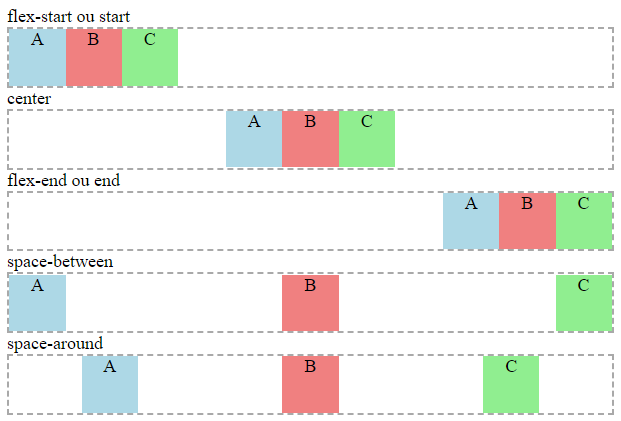 flex-start ou start
A B C
center
A B C
flex-end ou end
A B C
space-between
A B C
space-around
A B C